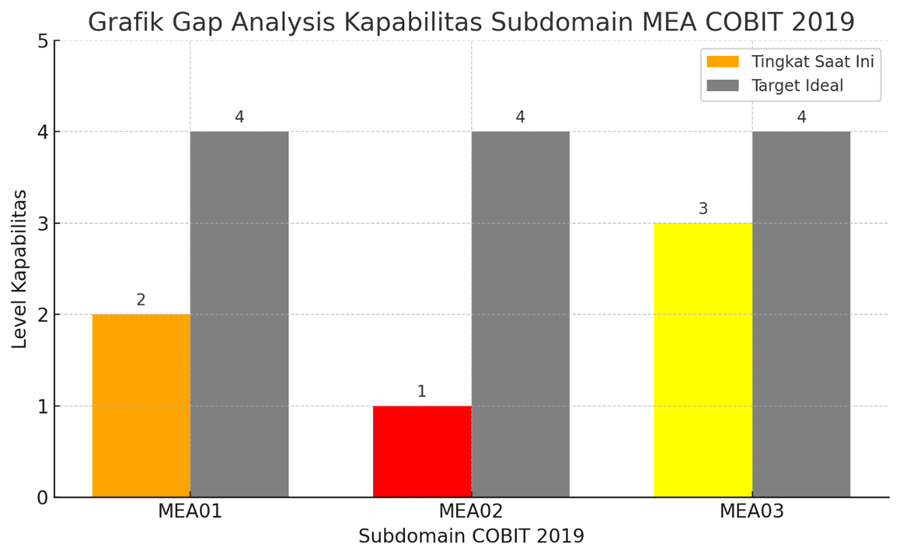 Grafik Gap Analysis Kapabilitas Subdomain MEA COBIT 2019
Tingkat Saat Ini
Target Ideal
Level Kapabilitas
5
4
3
2
1
0
2
4
1
4
3
4
MEA01
MEA02
MEA03
Subdomain COBIT 2019